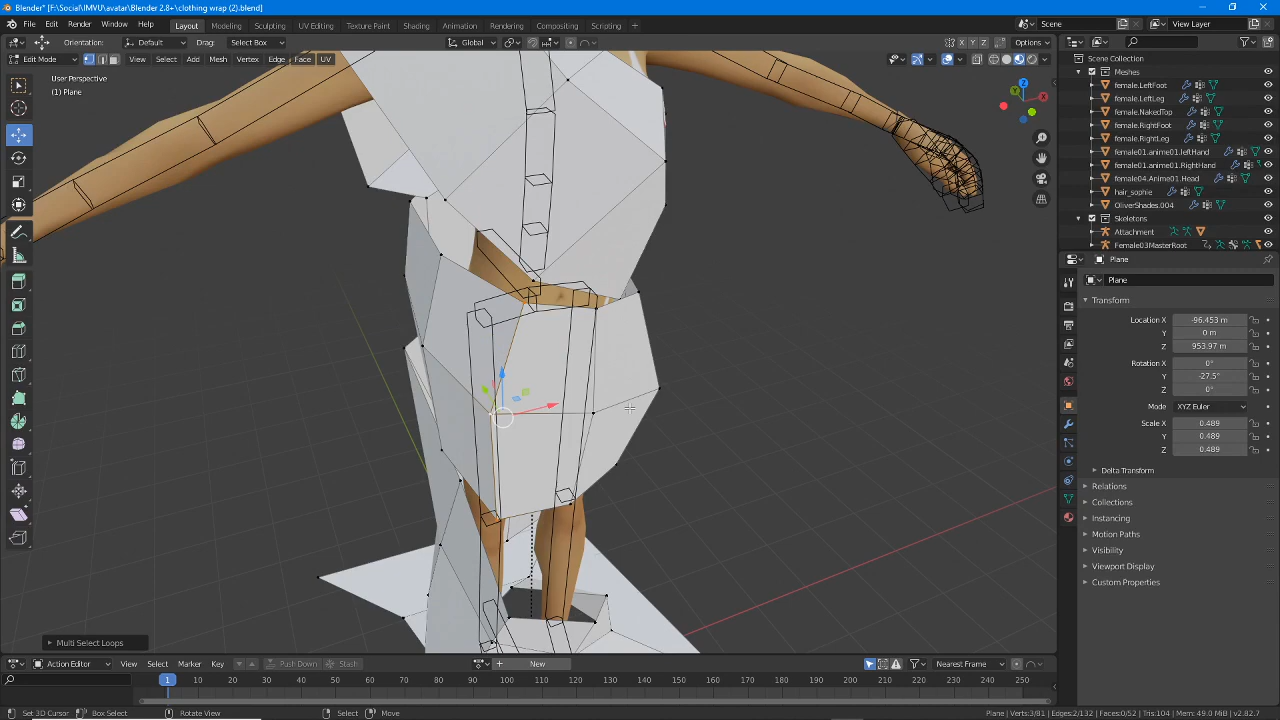 Blender* [F:\Social\IMVU\avatar\Blender 2.8+\clothing wrap (2).blend]
File Edit Render Window Help Layout Modeling Sculpting UV Editing Texture Paint Shading Animation Rendering Compositing Scripting + Scene View Layer
Orientation: Default Drag: Select Box Global X Y Z Options
Edit Mode View Select Add Mesh Vertex Edge Face UV
User Perspective
(1) Plane
Scene Collection
Meshes
female.LeftFoot
female.LeftLeg
female.NakedTop
female.RightFoot
female.RightLeg
female01.anime01.leftHand
female01.anime01.RightHand
female04.Anime01.Head
hair_sophie
OliverShades.004
Skeletons
Attachment
Female03MasterRoot
Plane
Plane
Transform
Location X -96.453 m
Y 0 m
Z 953.97 m
Rotation X 0°
Y -27.5°
Z 0°
Mode XYZ Euler
Scale X 0.489
Y 0.489
Z 0.489
Delta Transform
Relations
Collections
Instancing
Motion Paths
Visibility
Viewport Display
Custom Properties
Multi Select Loops
Action Editor View Select Marker Key Push Down Stash + New Nearest Frame
1 10 20 30 40 50 60 70 80 90 100 110 120 130 140 150 160 170 180 190 200 210 220 230 240 250
Set 3D Cursor Box Select Rotate View Select Move Plane | Verts:3/81 | Edges:2/132 | Faces:0/52 | Tris:104 | Mem: 49.0 MiB | v2.82.7